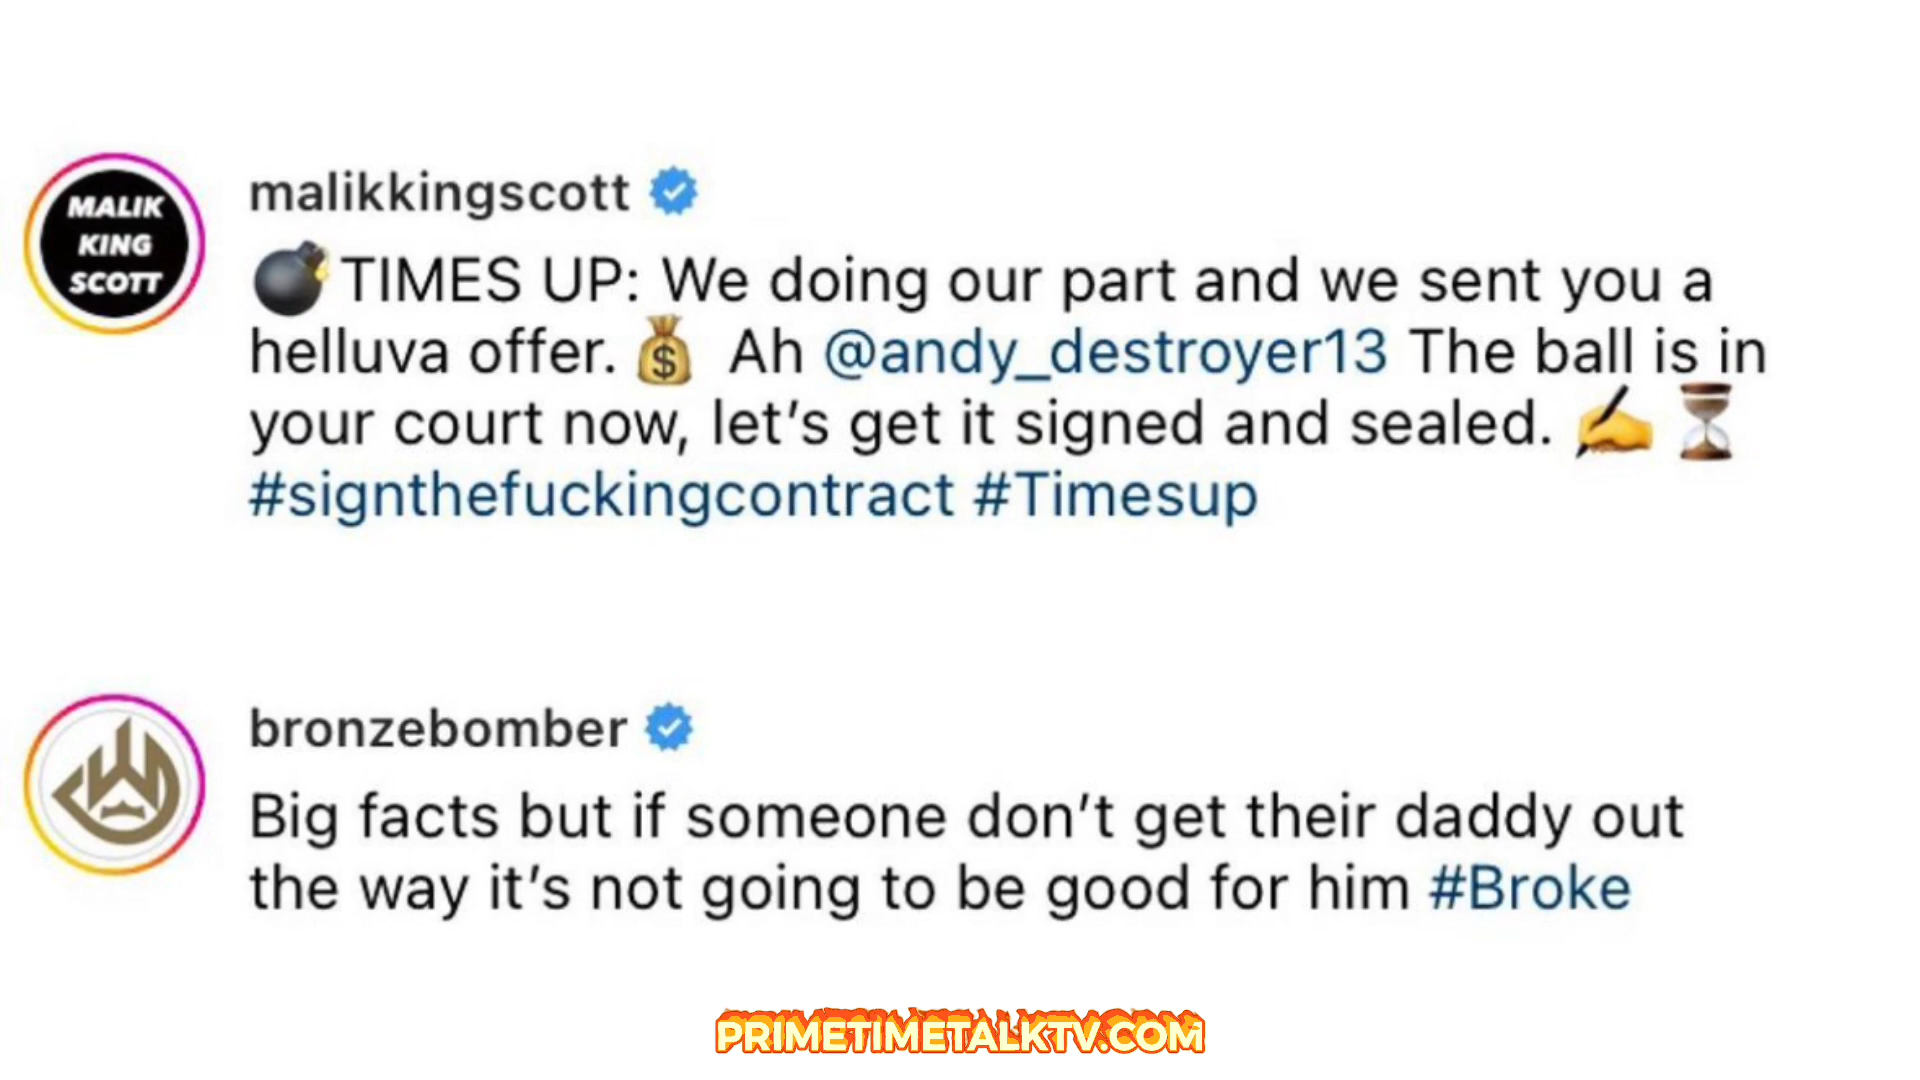 MALIK
KING
SCOTT
malikkingscott
💣TIMES UP: We doing our part and we sent you a
helluva offer. 💰 Ah @andy_destroyer13 The ball is in
your court now, let’s get it signed and sealed. ✍️⏳
#signthefuckingcontract #Timesup
bronzebomber
Big facts but if someone don’t get their daddy out
the way it’s not going to be good for him #Broke
PRIMETIMETALKTV.COM